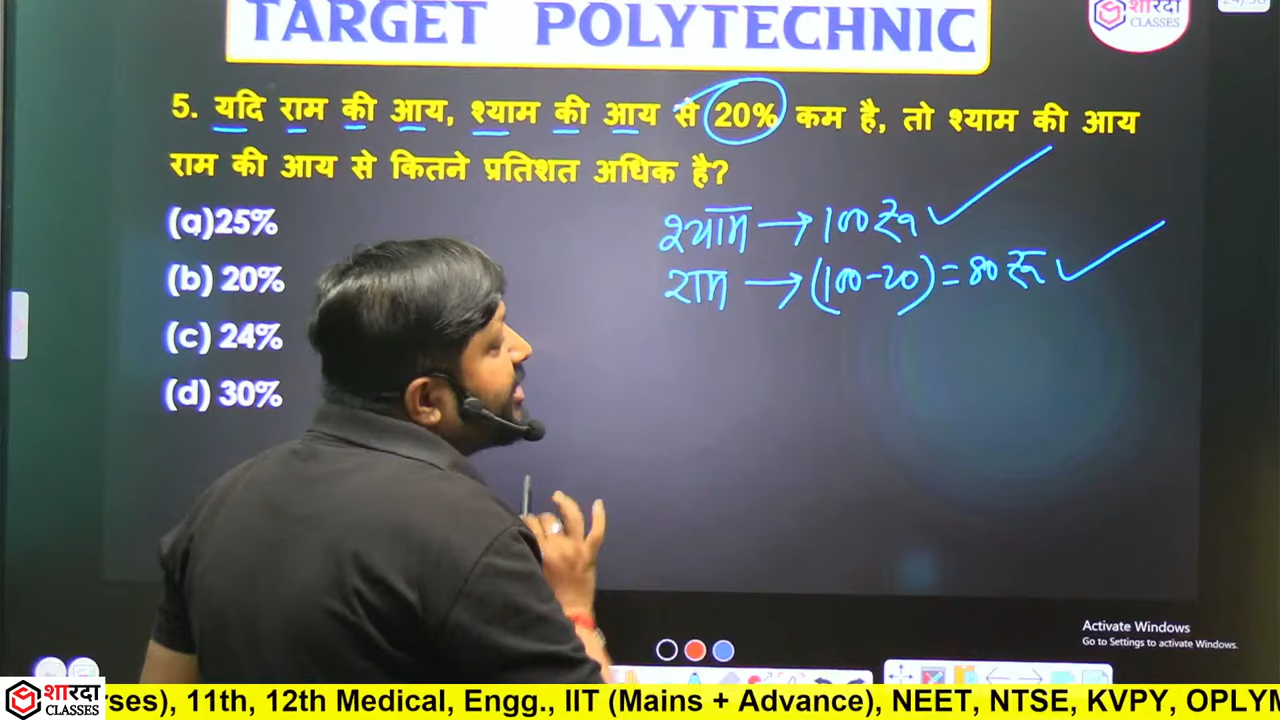 TARGET POLYTECHNIC
शारदा
CLASSES
5. यदि राम की आय, श्याम की आय से 20% कम है, तो श्याम की आय
राम की आय से कितने प्रतिशत अधिक है?
(a)25%
(b) 20%
(c) 24%
(d) 30%
श्याम → 100 रु
राम → (100-20) = 80 रु
Activate Windows
Go to Settings to activate Windows.
शारदा
CLASSES
rses), 11th, 12th Medical, Engg., IIT (Mains + Advance), NEET, NTSE, KVPY, OPLYM